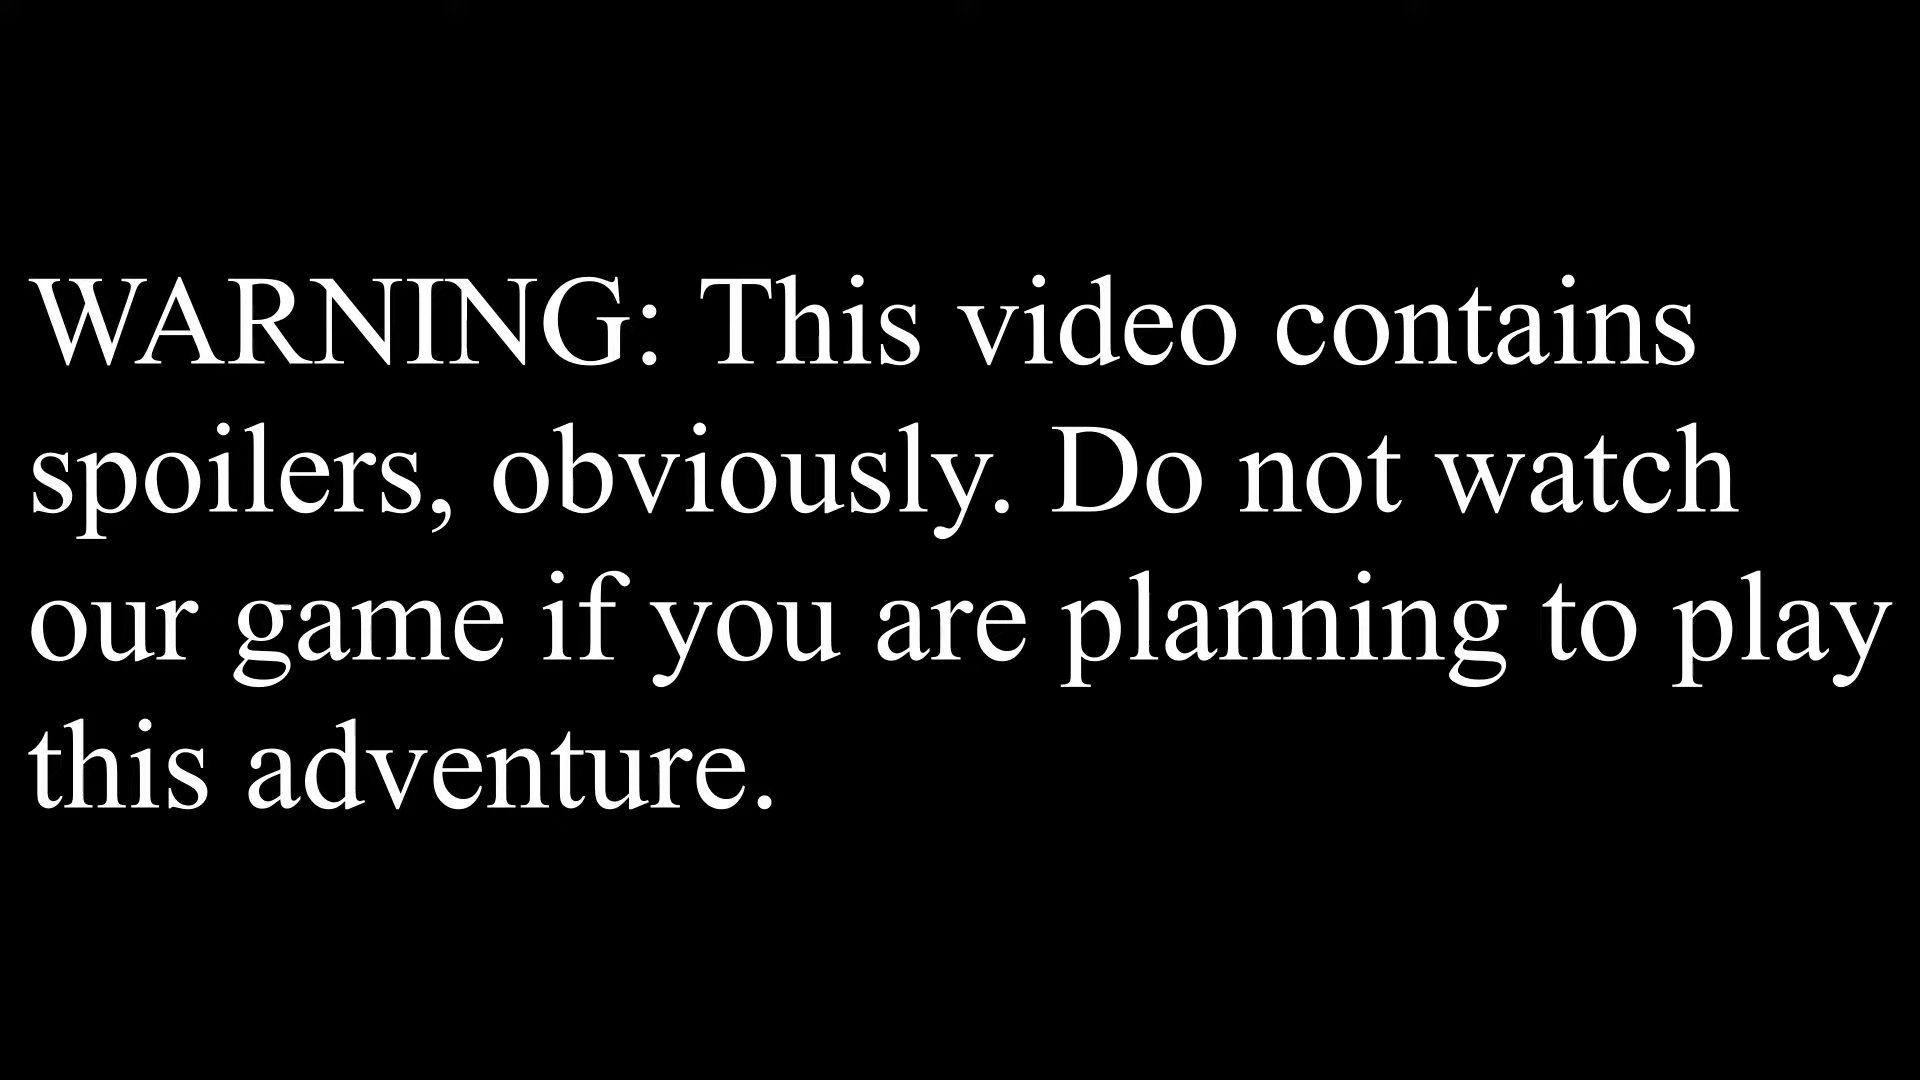 WARNING: This video contains
spoilers, obviously. Do not watch
our game if you are planning to play
this adventure.